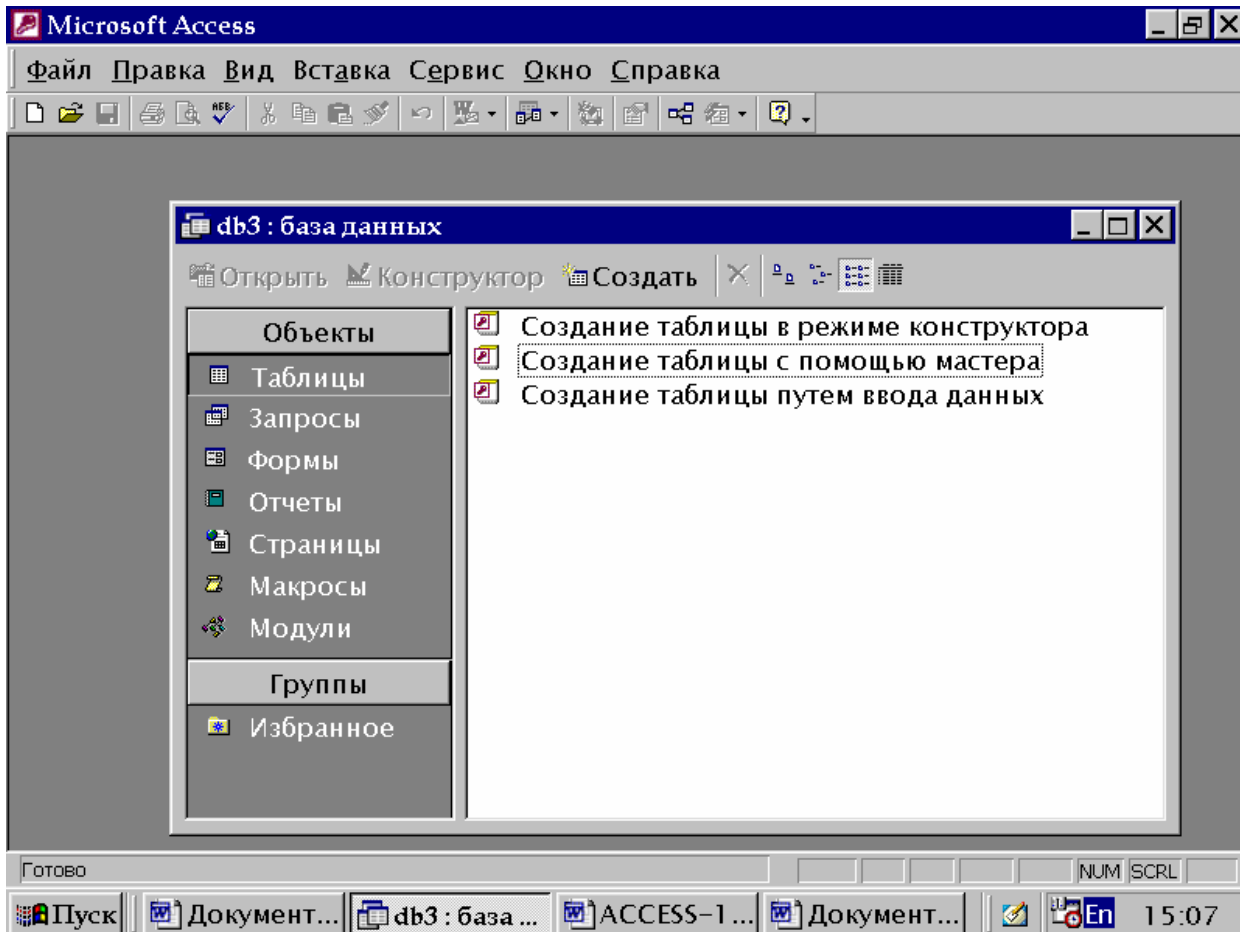 Microsoft Access
Файл Правка Вид Вставка Сервис Окно Справка
db3 : база данных
Открыть Конструктор Создать
Объекты
Таблицы
Запросы
Формы
Отчеты
Страницы
Макросы
Модули
Группы
Избранное
Создание таблицы в режиме конструктора
Создание таблицы с помощью мастера
Создание таблицы путем ввода данных
Готово NUM SCRL
Пуск Документ... db3 : база ... ACCESS-1... Документ... En 15:07